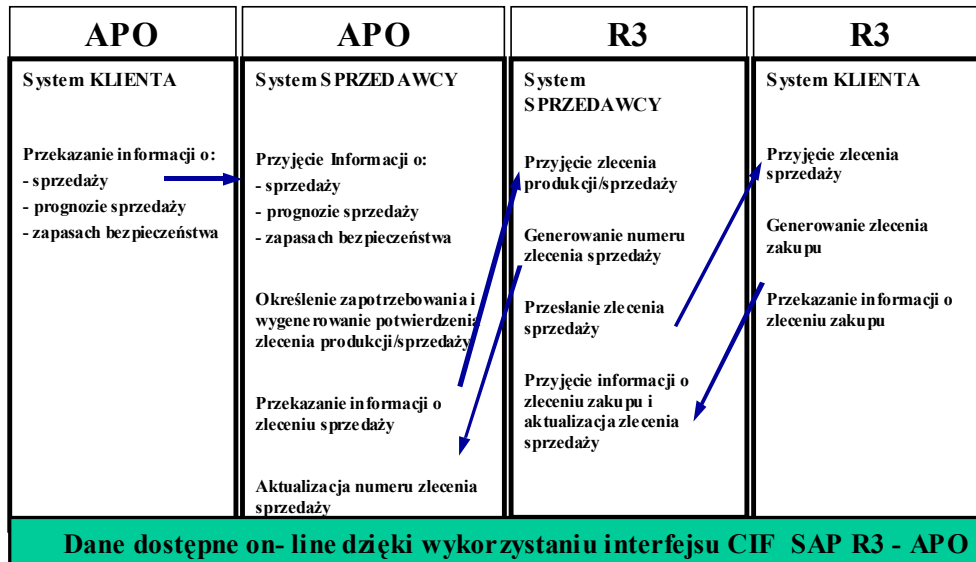 APO
APO
R3
R3
System KLIENTA
Przekazanie informacji o:
- sprzedaży
- prognozie sprzedaży
- zapasach bezpieczeństwa
System SPRZEDAWCY
Przyjęcie Informacji o:
- sprzedaży
- prognozie sprzedaży
- zapasach bezpieczeństwa
Określenie zapotrzebowania i
wygenerowanie potwierdzenia
zlecenia produkcji/sprzedaży
Przekazanie informacji o
zleceniu sprzedaży
Aktualizacja numeru zlecenia
sprzedaży
System
SPRZEDAWCY
Przyjęcie zlecenia
produkcji/sprzedaży
Generowanie numeru
zlecenia sprzedaży
Przesłanie zlecenia
sprzedaży
Przyjęcie informacji o
zleceniu zakupu i
aktualizacja zlecenia
sprzedaży
System KLIENTA
Przyjęcie zlecenia
sprzedaży
Generowanie zlecenia
zakupu
Przekazanie informacji o
zleceniu zakupu
Dane dostępne on- line dzięki wykorzystaniu interfejsu CIF SAP R3 - APO